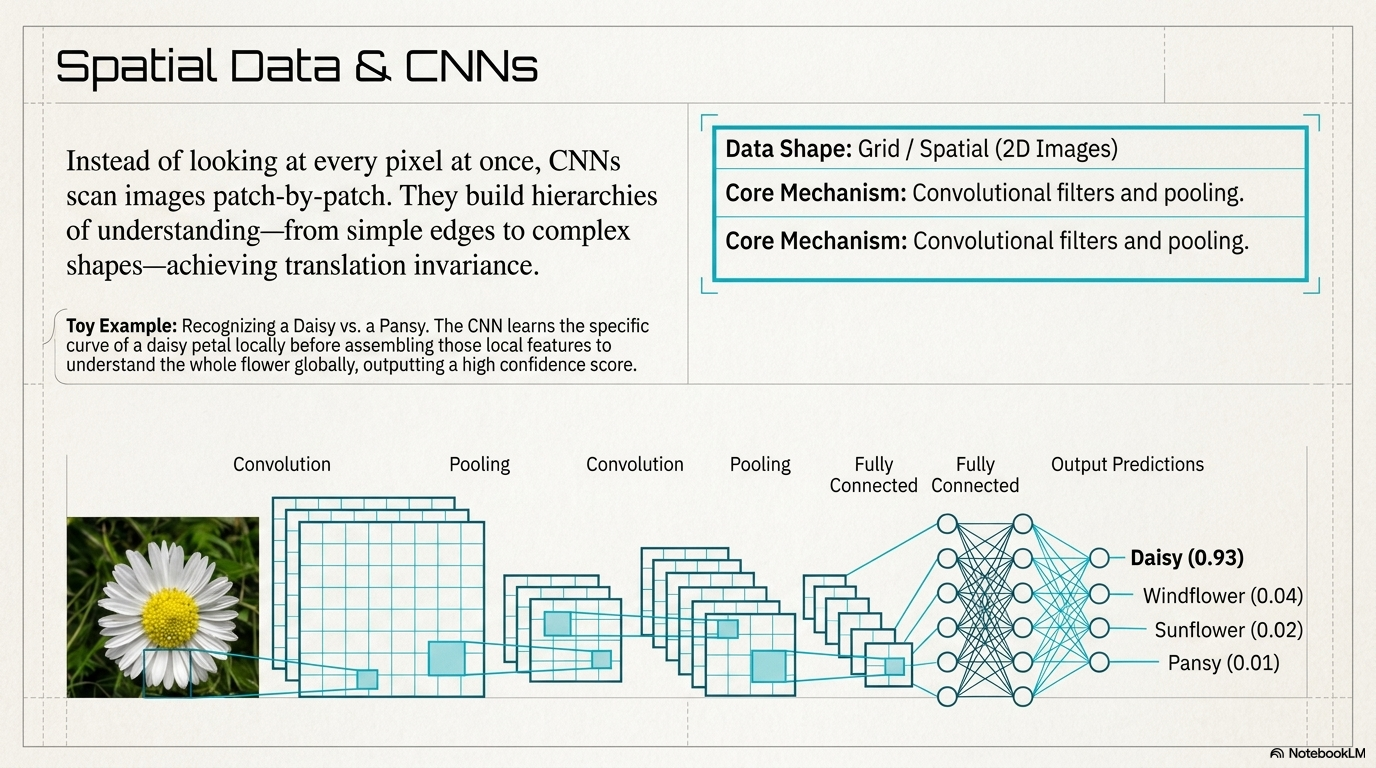 Spatial Data & CNNs
Instead of looking at every pixel at once, CNNs
scan images patch-by-patch. They build hierarchies
of understanding—from simple edges to complex
shapes—achieving translation invariance.
Toy Example: Recognizing a Daisy vs. a Pansy. The CNN learns the specific
curve of a daisy petal locally before assembling those local features to
understand the whole flower globally, outputting a high confidence score.
Data Shape: Grid / Spatial (2D Images)
Core Mechanism: Convolutional filters and pooling.
Core Mechanism: Convolutional filters and pooling.
Convolution
Pooling
Convolution
Pooling
Fully
Connected
Fully
Connected
Output Predictions
Daisy (0.93)
Windflower (0.04)
Sunflower (0.02)
Pansy (0.01)
NotebookLM